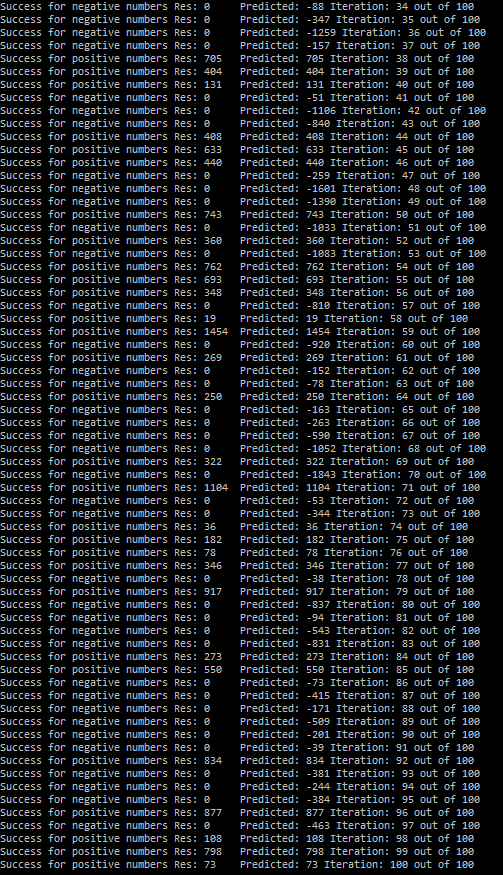 Success for negative numbers Res: 0 Predicted: -88 Iteration: 34 out of 100
Success for negative numbers Res: 0 Predicted: -347 Iteration: 35 out of 100
Success for negative numbers Res: 0 Predicted: -1259 Iteration: 36 out of 100
Success for negative numbers Res: 0 Predicted: -157 Iteration: 37 out of 100
Success for positive numbers Res: 705 Predicted: 705 Iteration: 38 out of 100
Success for positive numbers Res: 404 Predicted: 404 Iteration: 39 out of 100
Success for positive numbers Res: 131 Predicted: 131 Iteration: 40 out of 100
Success for negative numbers Res: 0 Predicted: -51 Iteration: 41 out of 100
Success for negative numbers Res: 0 Predicted: -1106 Iteration: 42 out of 100
Success for negative numbers Res: 0 Predicted: -840 Iteration: 43 out of 100
Success for positive numbers Res: 408 Predicted: 408 Iteration: 44 out of 100
Success for positive numbers Res: 633 Predicted: 633 Iteration: 45 out of 100
Success for positive numbers Res: 440 Predicted: 440 Iteration: 46 out of 100
Success for negative numbers Res: 0 Predicted: -259 Iteration: 47 out of 100
Success for negative numbers Res: 0 Predicted: -1601 Iteration: 48 out of 100
Success for negative numbers Res: 0 Predicted: -1390 Iteration: 49 out of 100
Success for positive numbers Res: 743 Predicted: 743 Iteration: 50 out of 100
Success for negative numbers Res: 0 Predicted: -1033 Iteration: 51 out of 100
Success for positive numbers Res: 360 Predicted: 360 Iteration: 52 out of 100
Success for negative numbers Res: 0 Predicted: -1083 Iteration: 53 out of 100
Success for positive numbers Res: 762 Predicted: 762 Iteration: 54 out of 100
Success for positive numbers Res: 693 Predicted: 693 Iteration: 55 out of 100
Success for positive numbers Res: 348 Predicted: 348 Iteration: 56 out of 100
Success for negative numbers Res: 0 Predicted: -810 Iteration: 57 out of 100
Success for positive numbers Res: 19 Predicted: 19 Iteration: 58 out of 100
Success for positive numbers Res: 1454 Predicted: 1454 Iteration: 59 out of 100
Success for negative numbers Res: 0 Predicted: -920 Iteration: 60 out of 100
Success for positive numbers Res: 269 Predicted: 269 Iteration: 61 out of 100
Success for negative numbers Res: 0 Predicted: -152 Iteration: 62 out of 100
Success for negative numbers Res: 0 Predicted: -78 Iteration: 63 out of 100
Success for positive numbers Res: 250 Predicted: 250 Iteration: 64 out of 100
Success for negative numbers Res: 0 Predicted: -163 Iteration: 65 out of 100
Success for negative numbers Res: 0 Predicted: -263 Iteration: 66 out of 100
Success for negative numbers Res: 0 Predicted: -590 Iteration: 67 out of 100
Success for negative numbers Res: 0 Predicted: -1052 Iteration: 68 out of 100
Success for positive numbers Res: 322 Predicted: 322 Iteration: 69 out of 100
Success for negative numbers Res: 0 Predicted: -1843 Iteration: 70 out of 100
Success for positive numbers Res: 1104 Predicted: 1104 Iteration: 71 out of 100
Success for negative numbers Res: 0 Predicted: -53 Iteration: 72 out of 100
Success for negative numbers Res: 0 Predicted: -344 Iteration: 73 out of 100
Success for positive numbers Res: 36 Predicted: 36 Iteration: 74 out of 100
Success for positive numbers Res: 182 Predicted: 182 Iteration: 75 out of 100
Success for positive numbers Res: 78 Predicted: 78 Iteration: 76 out of 100
Success for positive numbers Res: 346 Predicted: 346 Iteration: 77 out of 100
Success for negative numbers Res: 0 Predicted: -38 Iteration: 78 out of 100
Success for positive numbers Res: 917 Predicted: 917 Iteration: 79 out of 100
Success for negative numbers Res: 0 Predicted: -837 Iteration: 80 out of 100
Success for negative numbers Res: 0 Predicted: -94 Iteration: 81 out of 100
Success for negative numbers Res: 0 Predicted: -543 Iteration: 82 out of 100
Success for negative numbers Res: 0 Predicted: -831 Iteration: 83 out of 100
Success for positive numbers Res: 273 Predicted: 273 Iteration: 84 out of 100
Success for positive numbers Res: 550 Predicted: 550 Iteration: 85 out of 100
Success for negative numbers Res: 0 Predicted: -73 Iteration: 86 out of 100
Success for negative numbers Res: 0 Predicted: -415 Iteration: 87 out of 100
Success for negative numbers Res: 0 Predicted: -171 Iteration: 88 out of 100
Success for negative numbers Res: 0 Predicted: -509 Iteration: 89 out of 100
Success for negative numbers Res: 0 Predicted: -201 Iteration: 90 out of 100
Success for negative numbers Res: 0 Predicted: -39 Iteration: 91 out of 100
Success for positive numbers Res: 834 Predicted: 834 Iteration: 92 out of 100
Success for negative numbers Res: 0 Predicted: -381 Iteration: 93 out of 100
Success for negative numbers Res: 0 Predicted: -244 Iteration: 94 out of 100
Success for negative numbers Res: 0 Predicted: -384 Iteration: 95 out of 100
Success for positive numbers Res: 877 Predicted: 877 Iteration: 96 out of 100
Success for negative numbers Res: 0 Predicted: -463 Iteration: 97 out of 100
Success for positive numbers Res: 108 Predicted: 108 Iteration: 98 out of 100
Success for positive numbers Res: 798 Predicted: 798 Iteration: 99 out of 100
Success for positive numbers Res: 73 Predicted: 73 Iteration: 100 out of 100